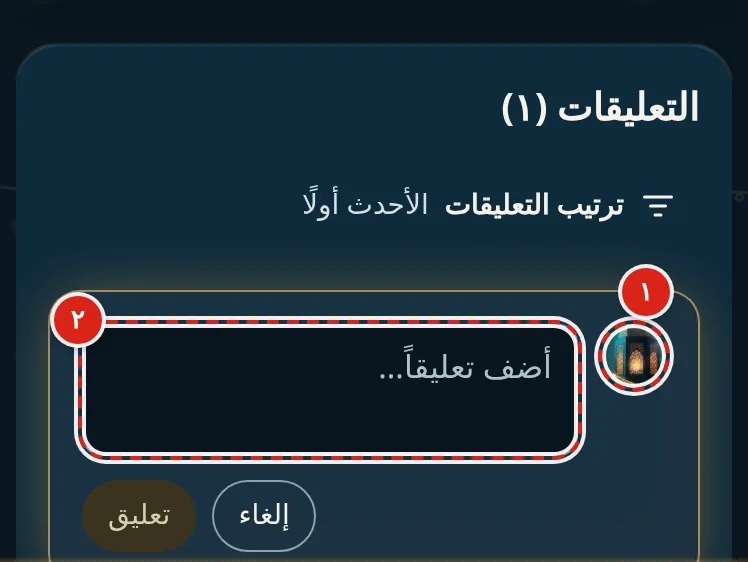 التعليقات (١)
ترتيب التعليقات الأحدث أولًا
١
٢
أضف تعليقاً...
إلغاء
تعليق